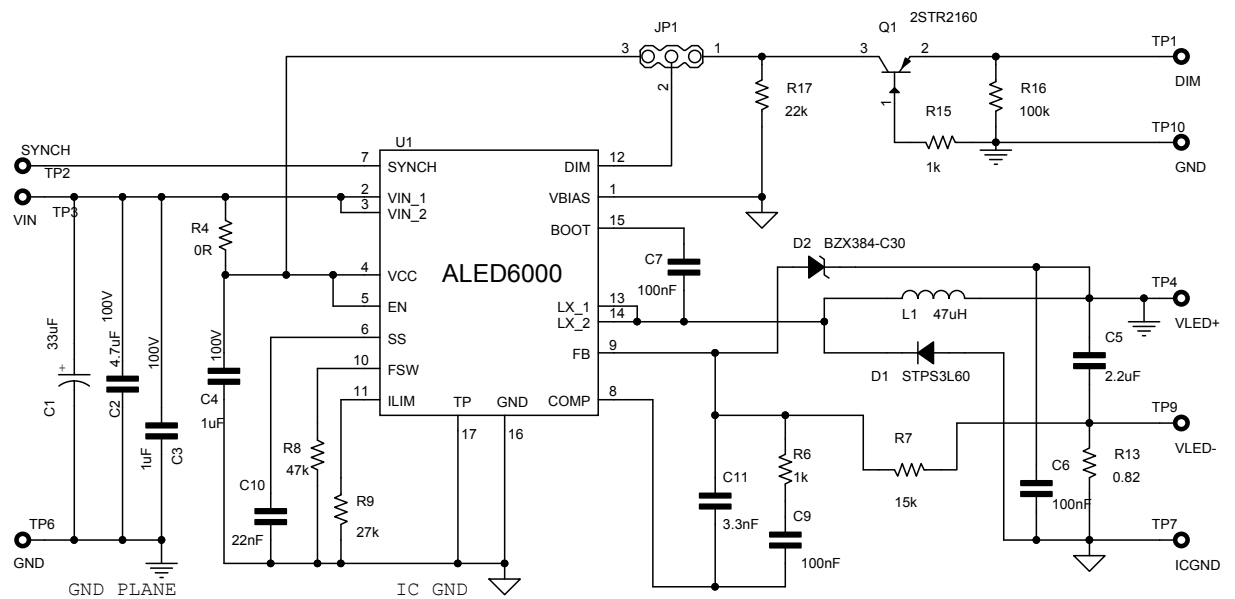 JP1
3
1
2
Q1
2STR2160
3
2
1
TP1
DIM
R17
22k
R16
100k
R15
1k
TP10
GND
SYNCH
TP2
VIN
TP3
U1
7
SYNCH
2
VIN_1
3
VIN_2
4
VCC
5
EN
6
SS
10
FSW
11
ILIM
ALED6000
DIM
12
VBIAS
1
BOOT
15
LX_1
13
LX_2
14
FB
9
COMP
8
TP
17
GND
16
R4
0R
C7
100nF
D2
BZX384-C30
L1
47uH
D1
STPS3L60
TP4
VLED+
C5
2.2uF
TP9
VLED-
R13
0.82
C6
100nF
TP7
ICGND
R7
15k
R6
1k
C9
100nF
C11
3.3nF
33uF
C1
+
100V
4.7uF
C2
100V
1uF
C3
100V
C4
1uF
C10
22nF
R8
47k
R9
27k
TP6
GND
GND PLANE
IC GND